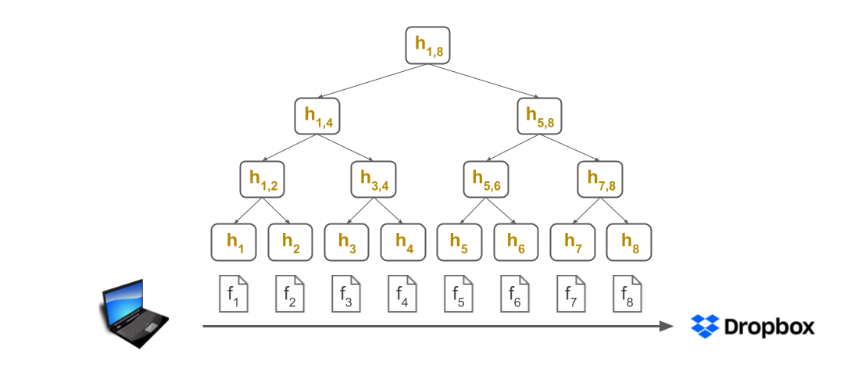 h1,8
h1,4 h5,8
h1,2 h3,4 h5,6 h7,8
h1 h2 h3 h4 h5 h6 h7 h8
f1 f2 f3 f4 f5 f6 f7 f8
Dropbox